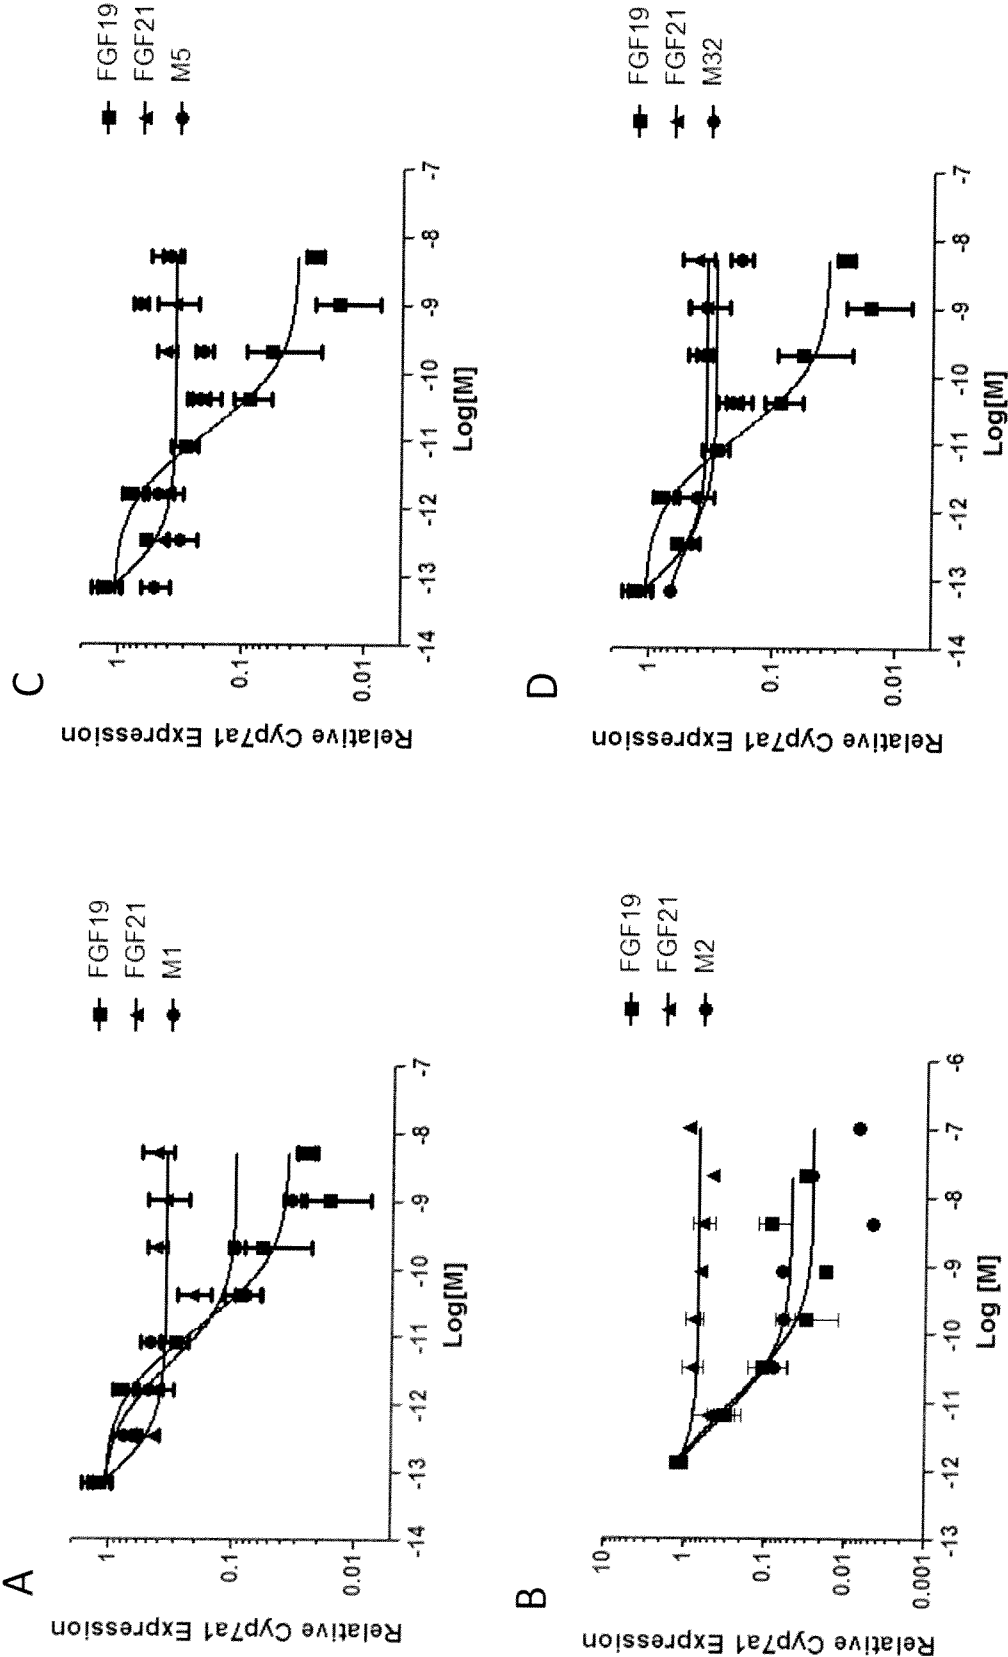 A
Relative Cyp7a1 Expression
1
0.1
0.01
-14
-13
-12
-11
-10
-9
-8
-7
Log[M]
FGF19
FGF21
M1
C
Relative Cyp7a1 Expression
1
0.1
0.01
-14
-13
-12
-11
-10
-9
-8
-7
Log[M]
FGF19
FGF21
M5
B
Relative Cyp7a1 Expression
10
1
0.1
0.01
0.001
-13
-12
-11
-10
-9
-8
-7
-6
Log [M]
FGF19
FGF21
M2
D
Relative Cyp7a1 Expression
1
0.1
0.01
-14
-13
-12
-11
-10
-9
-8
-7
Log[M]
FGF19
FGF21
M32